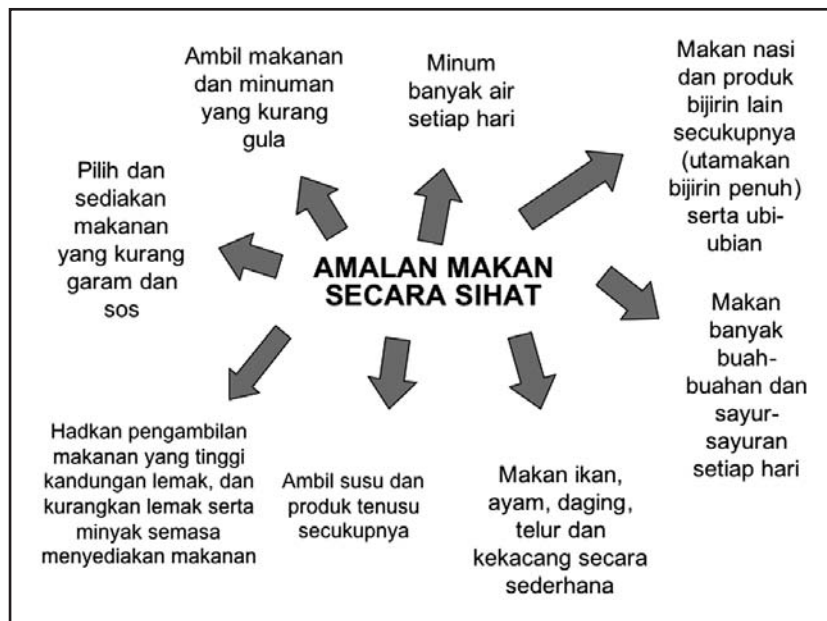 Ambil makanan
dan minuman
yang kurang
gula
Minum
banyak air
setiap hari
Makan nasi
dan produk
bijirin lain
secukupnya
(utamakan
bijirin penuh)
serta ubi-
ubian
Pilih dan
sediakan
makanan
yang kurang
garam dan
sos
AMALAN MAKAN
SECARA SIHAT
Makan
banyak
buah-
buahan dan
sayur-
sayuran
setiap hari
Hadkan pengambilan
makanan yang tinggi
kandungan lemak, dan
kurangkan lemak serta
minyak semasa
menyediakan makanan
Ambil susu dan
produk tenusu
secukupnya
Makan ikan,
ayam, daging,
telur dan
kekacang secara
sederhana